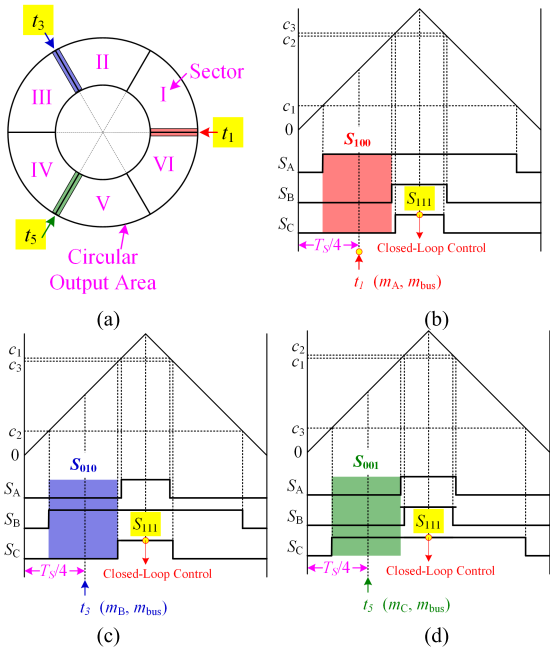 t3
II
III
I
Sector
t1
IV
VI
V
t5
Circular
Output Area
(a)
c3
c2
c1
0
S100
SA
SB
S111
SC
TS/4
Closed-Loop Control
t1 (mA, mbus)
(b)
c1
c3
c2
0
S010
SA
SB
S111
SC
TS/4
Closed-Loop Control
t3 (mB, mbus)
(c)
c2
c1
c3
0
S001
SA
SB
S111
SC
TS/4
Closed-Loop Control
t5 (mC, mbus)
(d)